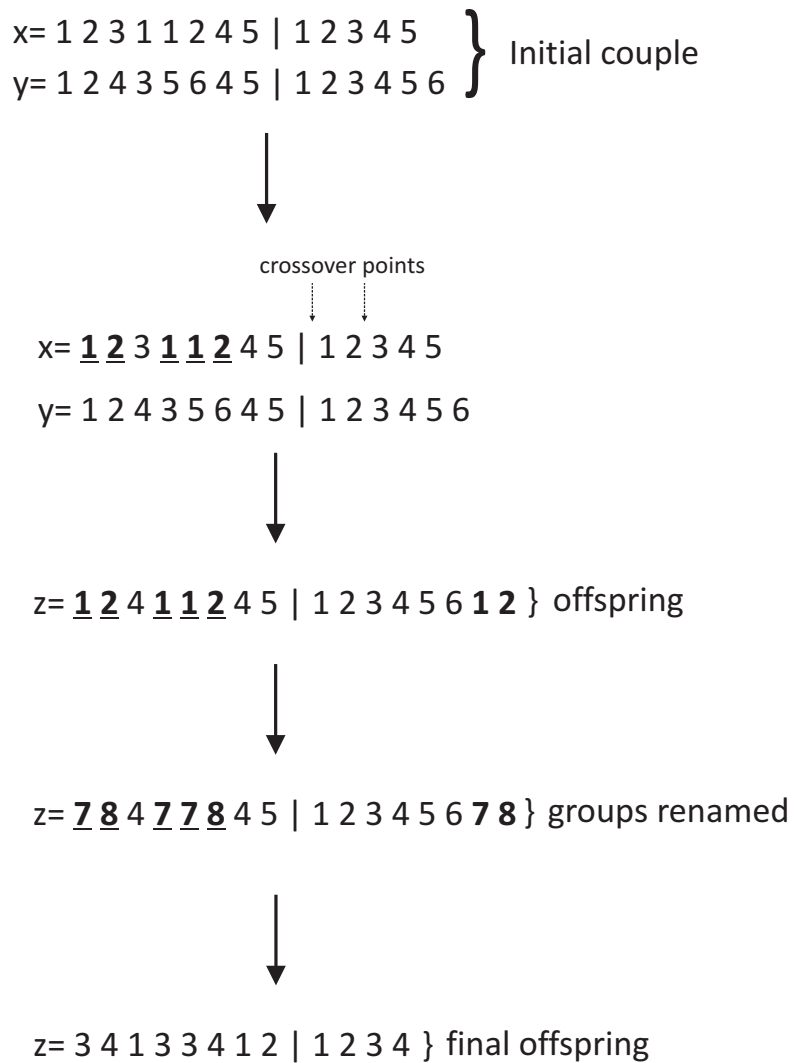 x= 1 2 3 1 1 2 4 5 | 1 2 3 4 5
y= 1 2 4 3 5 6 4 5 | 1 2 3 4 5 6
} Initial couple
crossover points
x= 1 2 3 1 1 2 4 5 | 1 2 3 4 5
y= 1 2 4 3 5 6 4 5 | 1 2 3 4 5 6
z= 1 2 4 1 1 2 4 5 | 1 2 3 4 5 6 1 2 } offspring
z= 7 8 4 7 7 8 4 5 | 1 2 3 4 5 6 7 8 } groups renamed
z= 3 4 1 3 3 4 1 2 | 1 2 3 4 } final offspring